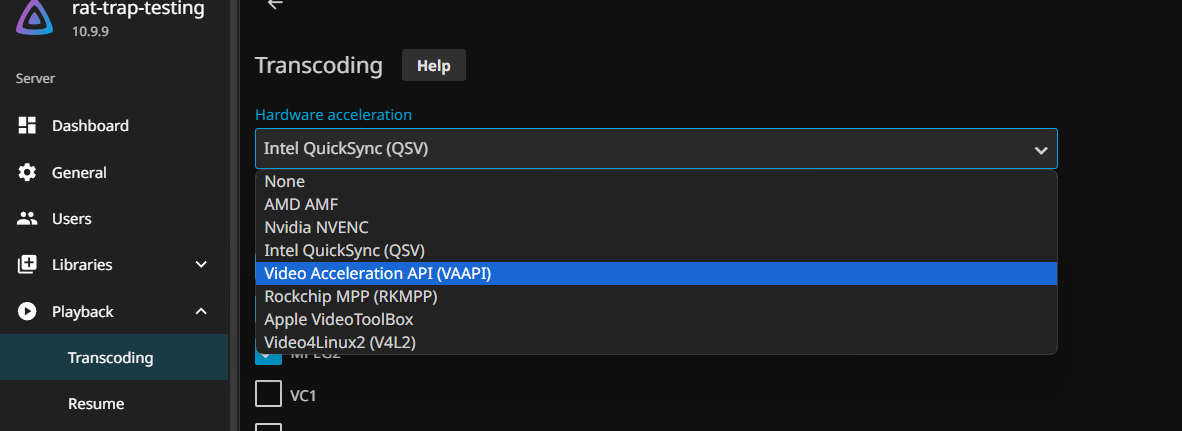 rat-trap-testing
10.9.9
Server
Dashboard
General
Users
Libraries
Playback
Transcoding
Resume
Transcoding Help
Hardware acceleration
Intel QuickSync (QSV)
None
AMD AMF
Nvidia NVENC
Intel QuickSync (QSV)
Video Acceleration API (VAAPI)
Rockchip MPP (RKMPP)
Apple VideoToolBox
Video4Linux2 (V4L2)
MPEG2
VC1